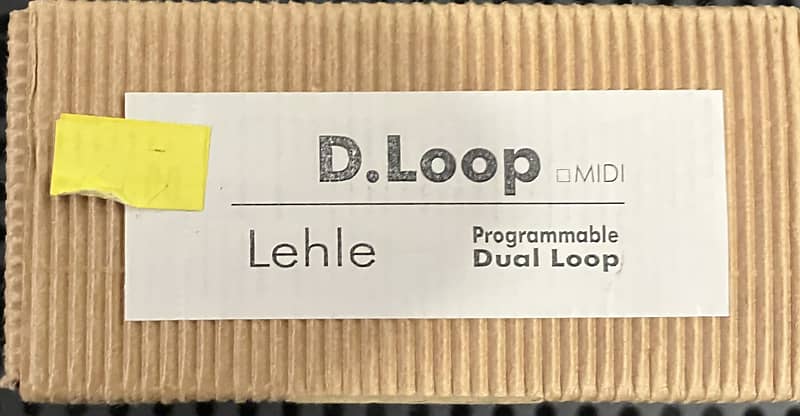 D.Loop □MIDI
Lehle
Programmable
Dual Loop